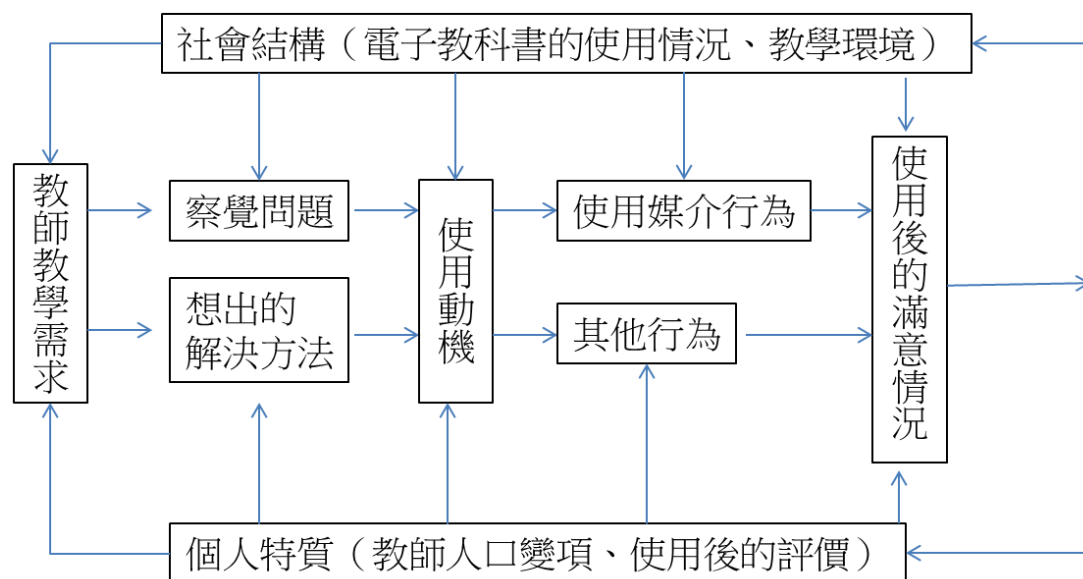 社會結構（電子教科書的使用情況、教學環境）
教師教學需求
察覺問題
想出的
解決方法
使用動機
使用媒介行為
其他行為
使用後的滿意情況
個人特質（教師人口變項、使用後的評價）